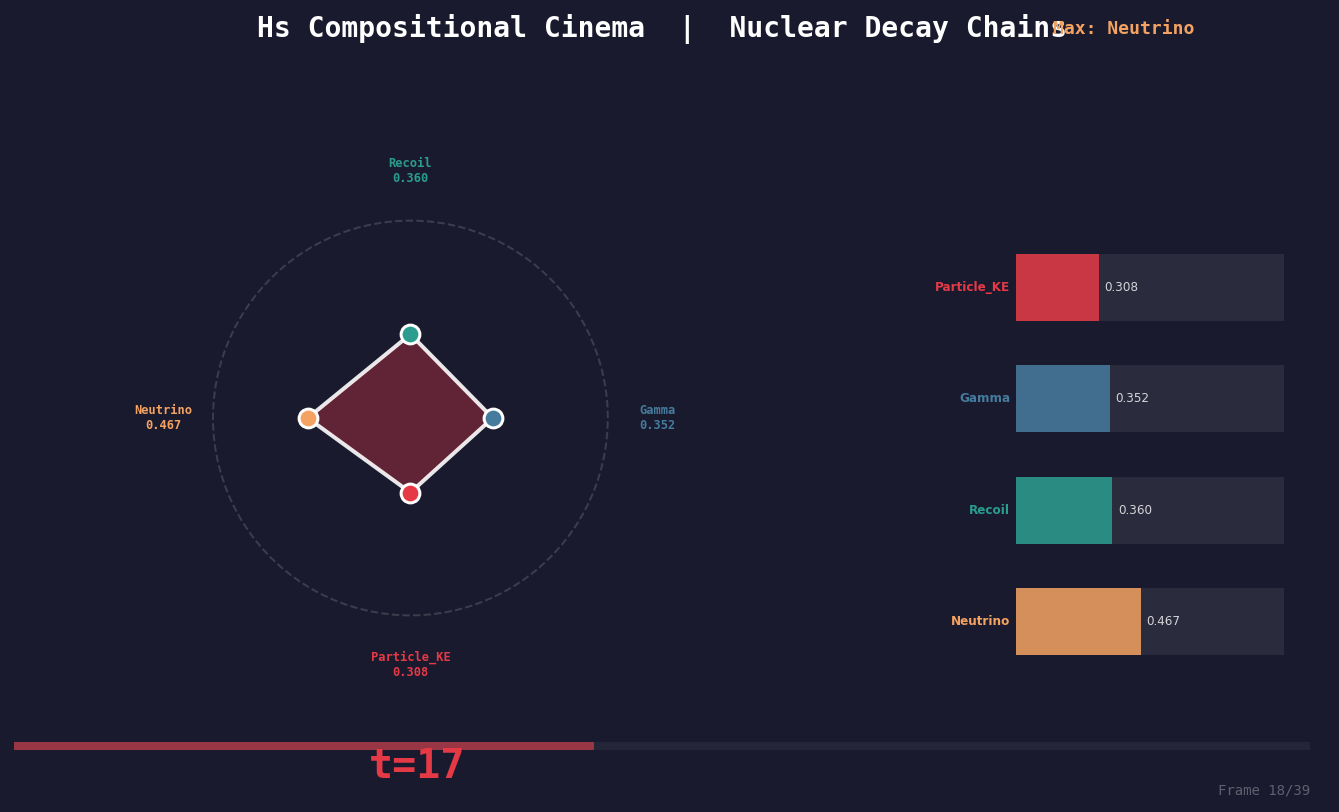 Hs Compositional Cinema | Nuclear Decay Chains
Max: Neutrino
Recoil
0.360
Neutrino
0.467
Gamma
0.352
Particle_KE
0.308
Particle_KE 0.308
Gamma 0.352
Recoil 0.360
Neutrino 0.467
t=17
Frame 18/39